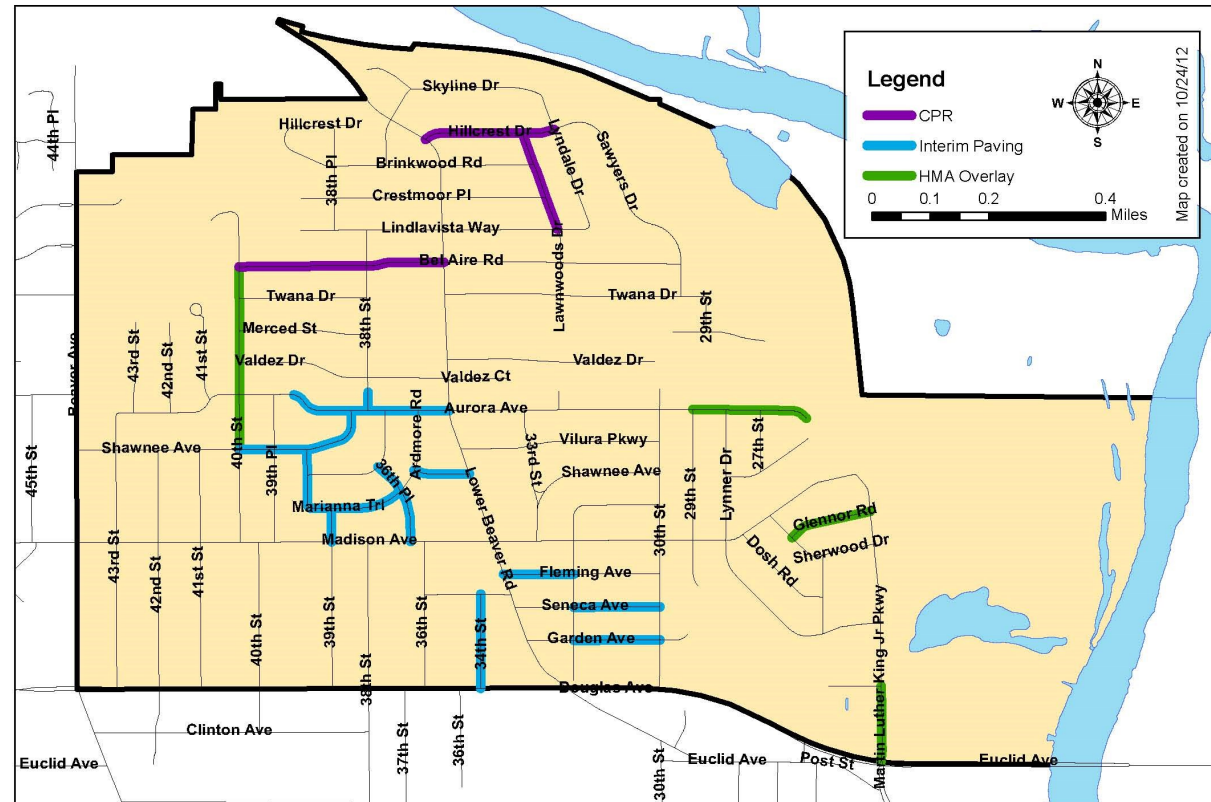 Legend
CPR
Interim Paving
HMA Overlay
0 0.1 0.2 0.4
Miles
N
W E
S
Map created on 10/24/12
44th Pl
Skyline Dr
Hillcrest Dr
Hillcrest Dr
Lyndale Dr
Sawyers Dr
38th Pl
Brinkwood Rd
Crestmoor Pl
Lindlavista Way
Lawnwoods Dr
Bel Aire Rd
Twana Dr
Twana Dr
38th St
29th St
Merced St
Beaver Ave
43rd St
42nd St
41st St
Valdez Dr
Valdez Dr
Valdez Ct
Aurora Ave
Ardmore Rd
40th St
39th Pl
Shawnee Ave
45th St
33rd St
Vilura Pkwy
Shawnee Ave
27th St
29th St
Lynner Dr
36th Pl
Lower Beaver Rd
30th St
Marianna Trl
Glennor Rd
Madison Ave
Sherwood Dr
Dosh Rd
43rd St
42nd St
41st St
40th St
39th St
38th St
36th St
34th St
Fleming Ave
Seneca Ave
Garden Ave
Martin Luther King Jr Pkwy
Douglas Ave
Clinton Ave
37th St
36th St
30th St
Euclid Ave
Euclid Ave
Post St
Euclid Ave